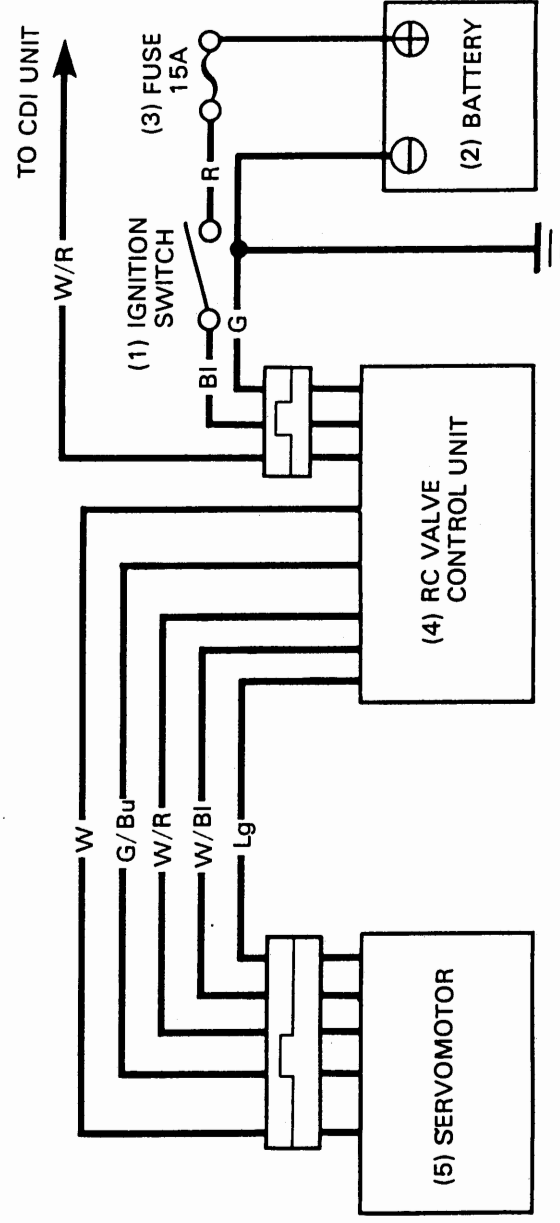 TO CDI UNIT
W/R
(3) FUSE
15A
R
(1) IGNITION
SWITCH
Bl
G
(2) BATTERY
W
G/Bu
W/R
W/Bl
Lg
(4) RC VALVE
CONTROL UNIT
(5) SERVOMOTOR